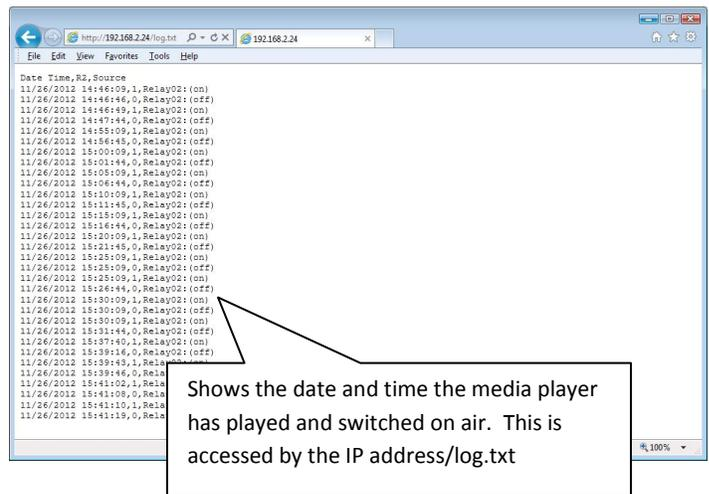 http://192.168.2.24/log.txt
192.168.2.24
File Edit View Favorites Tools Help
Date Time,R2,Source
11/26/2012 14:46:09,1,Relay02:(on)
11/26/2012 14:46:46,0,Relay02:(off)
11/26/2012 14:46:49,1,Relay02:(on)
11/26/2012 14:47:44,0,Relay02:(off)
11/26/2012 14:55:09,1,Relay02:(on)
11/26/2012 14:56:45,0,Relay02:(off)
11/26/2012 15:00:09,1,Relay02:(on)
11/26/2012 15:01:44,0,Relay02:(off)
11/26/2012 15:05:09,1,Relay02:(on)
11/26/2012 15:06:44,0,Relay02:(off)
11/26/2012 15:10:09,1,Relay02:(on)
11/26/2012 15:11:45,0,Relay02:(off)
11/26/2012 15:15:09,1,Relay02:(on)
11/26/2012 15:16:44,0,Relay02:(off)
11/26/2012 15:20:09,1,Relay02:(on)
11/26/2012 15:21:45,0,Relay02:(off)
11/26/2012 15:25:09,1,Relay02:(on)
11/26/2012 15:25:09,0,Relay02:(off)
11/26/2012 15:25:09,1,Relay02:(on)
11/26/2012 15:26:44,0,Relay02:(off)
11/26/2012 15:30:09,1,Relay02:(on)
11/26/2012 15:30:09,0,Relay02:(off)
11/26/2012 15:30:09,1,Relay02:(on)
11/26/2012 15:31:44,0,Relay02:(off)
11/26/2012 15:37:40,1,Relay02:(on)
11/26/2012 15:39:16,0,Relay02:(off)
11/26/2012 15:39:43,1,Relay02:(on)
11/26/2012 15:39:46,0,Rela
11/26/2012 15:41:02,1,Rela
11/26/2012 15:41:08,0,Rela
11/26/2012 15:41:10,1,Rela
11/26/2012 15:41:19,0,Rela
Shows the date and time the media player
has played and switched on air. This is
accessed by the IP address/log.txt
100%